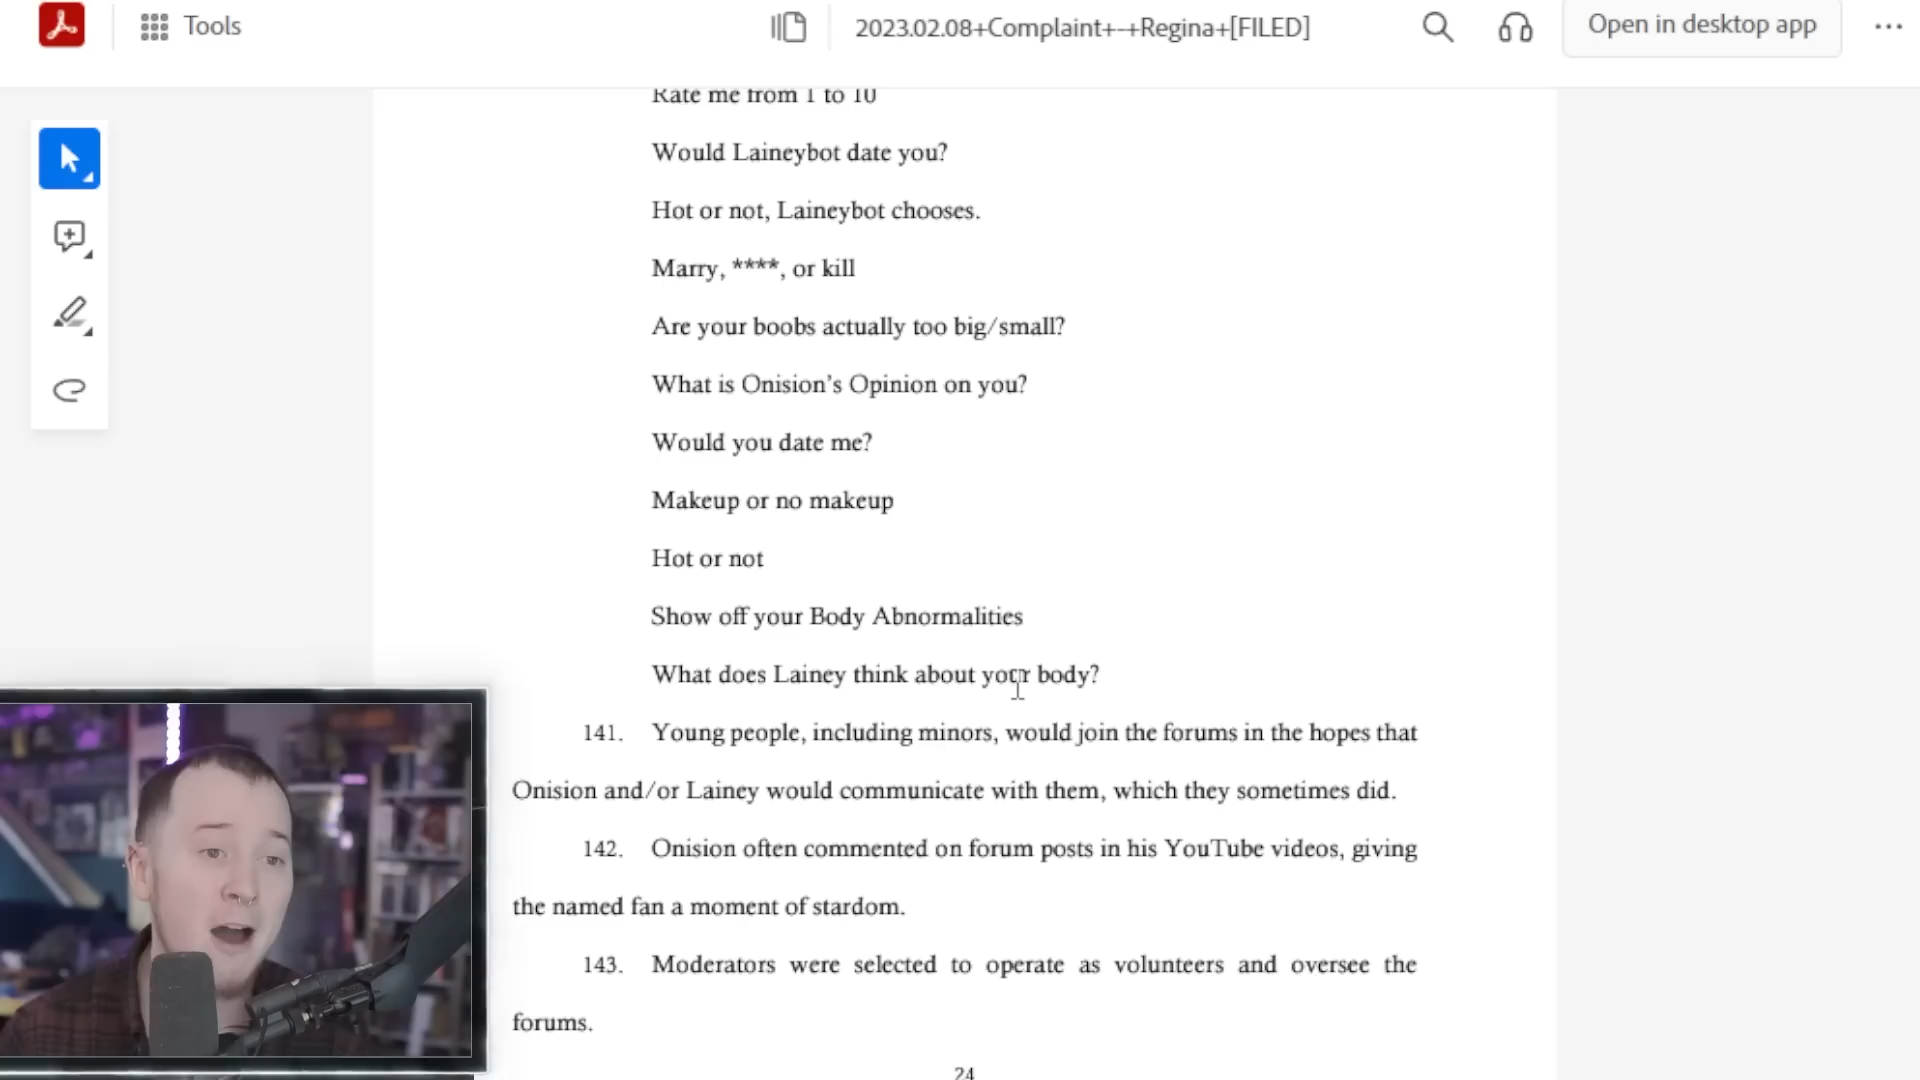 Tools
2023.02.08+Complaint+-+Regina+[FILED]
Open in desktop app
Rate me from 1 to 10
Would Laineybot date you?
Hot or not, Laineybot chooses.
Marry, ****, or kill
Are your boobs actually too big/small?
What is Onision’s Opinion on you?
Would you date me?
Makeup or no makeup
Hot or not
Show off your Body Abnormalities
What does Lainey think about your body?
141. Young people, including minors, would join the forums in the hopes that
Onision and/or Lainey would communicate with them, which they sometimes did.
142. Onision often commented on forum posts in his YouTube videos, giving
the named fan a moment of stardom.
143. Moderators were selected to operate as volunteers and oversee the
forums.
24